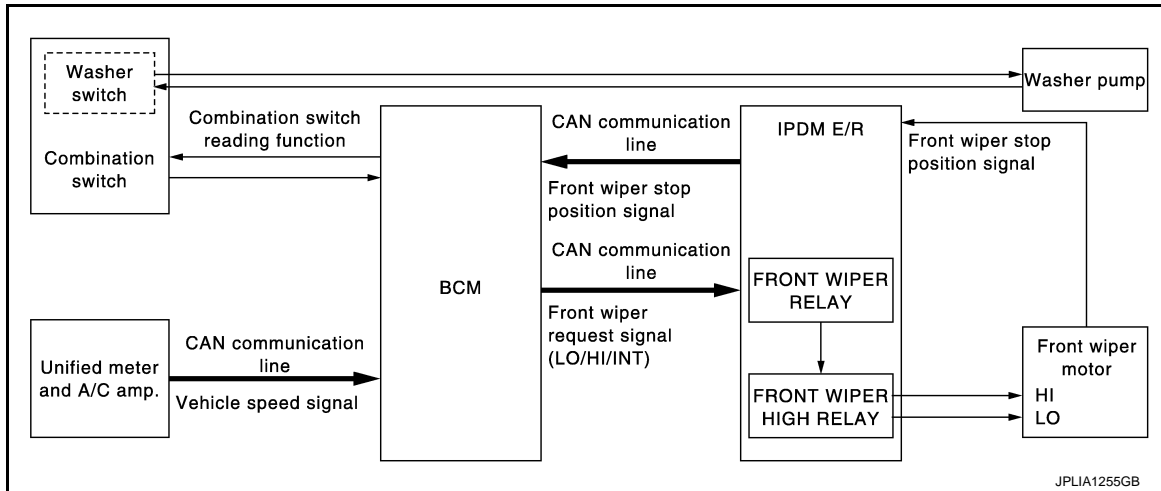 Washer
switch
Combination
switch
Combination switch
reading function
Unified meter
and A/C amp.
CAN communication
line
Vehicle speed signal
BCM
CAN communication
line
Front wiper stop
position signal
CAN communication
line
Front wiper
request signal
(LO/HI/INT)
IPDM E/R
FRONT WIPER
RELAY
FRONT WIPER
HIGH RELAY
Washer pump
Front wiper stop
position signal
Front wiper
motor
HI
LO
JPLIA1255GB